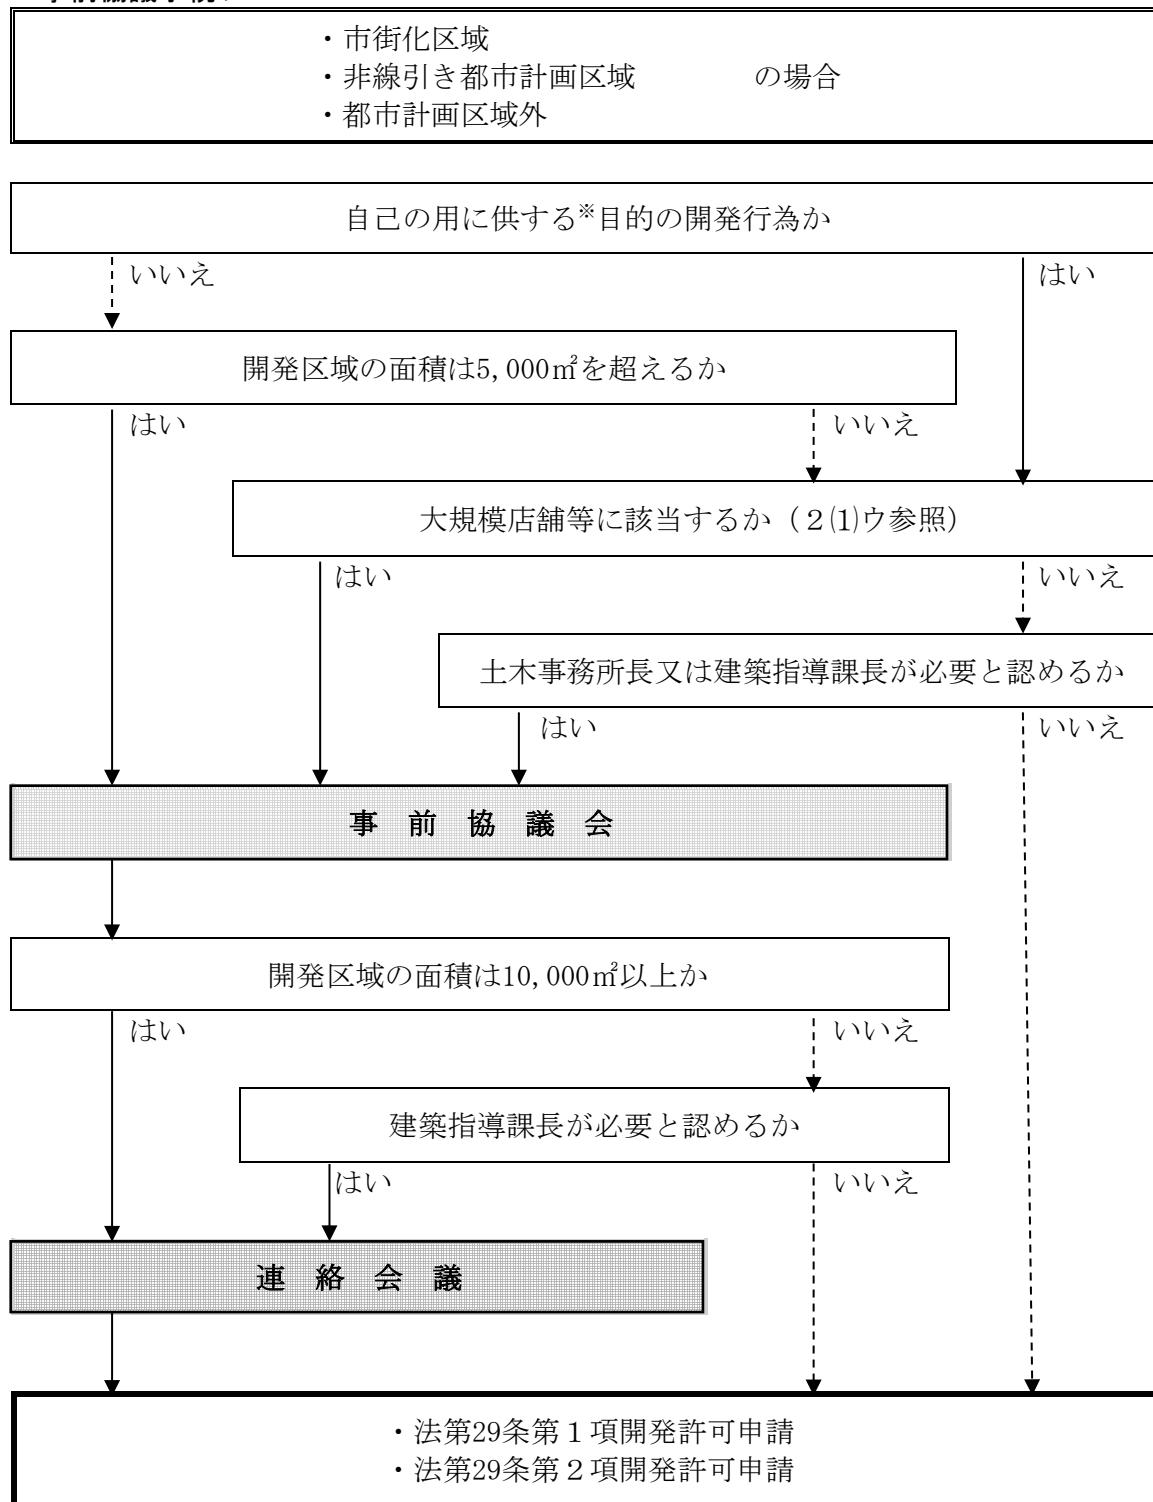 ・市街化区域
・非線引き都市計画区域　　　　の場合
・都市計画区域外
自己の用に供する※目的の開発行為か
いいえ　はい
開発区域の面積は5,000㎡を超えるか
はい　いいえ
大規模店舗等に該当するか（２⑴ウ参照）
はい　いいえ
土木事務所長又は建築指導課長が必要と認めるか
はい　いいえ
事　前　協　議　会
開発区域の面積は10,000㎡以上か
はい　いいえ
建築指導課長が必要と認めるか
はい　いいえ
連　絡　会　議
・法第29条第１項開発許可申請
・法第29条第２項開発許可申請